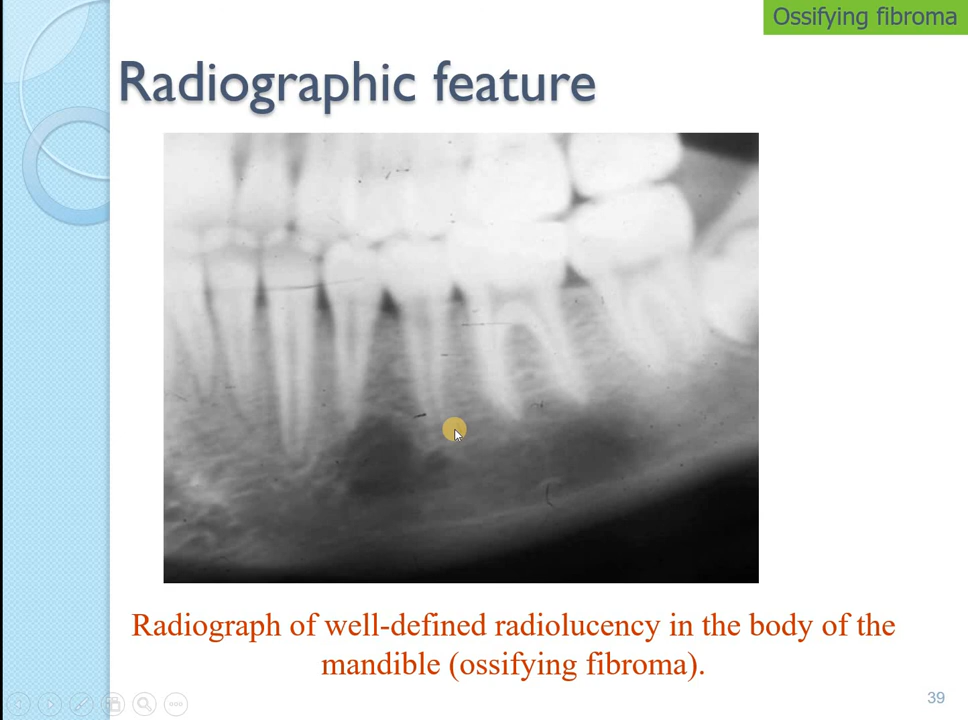 Ossifying fibroma
Radiographic feature
Radiograph of well-defined radiolucency in the body of the
mandible (ossifying fibroma).
39